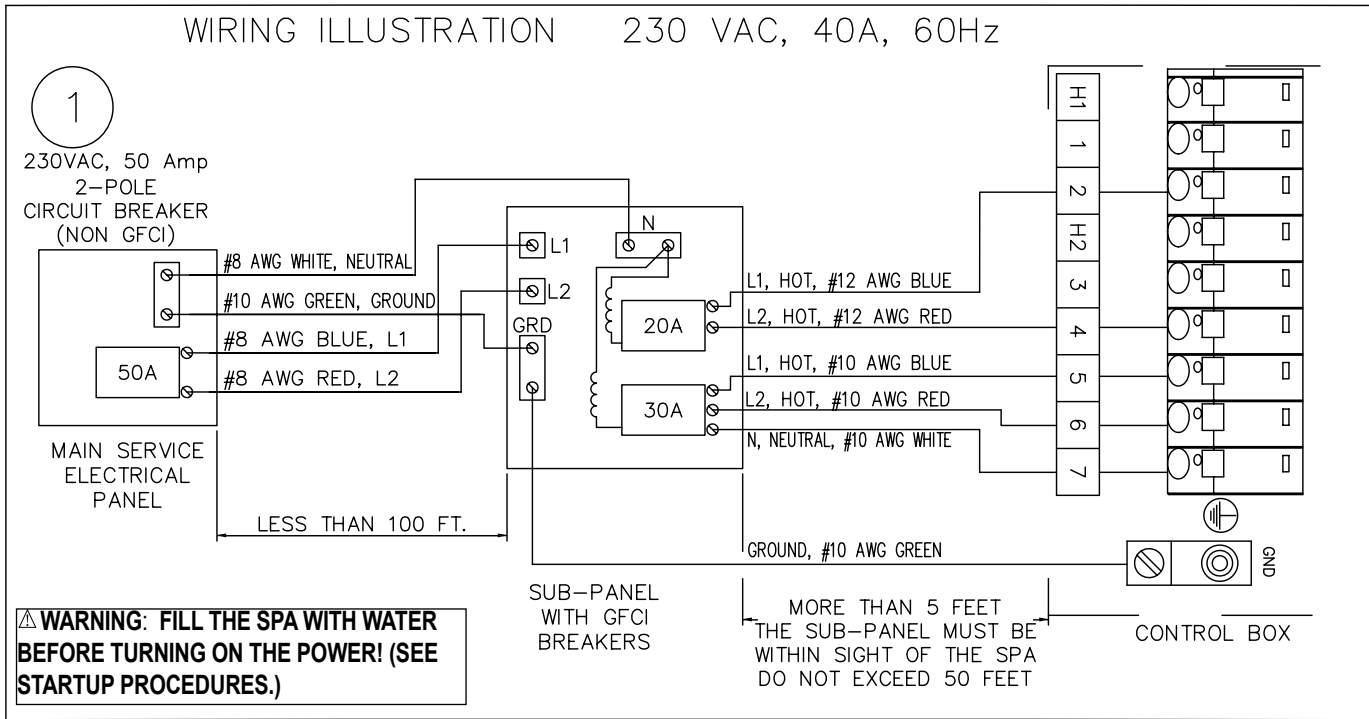 WIRING ILLUSTRATION 230 VAC, 40A, 60Hz
1
230VAC, 50 Amp
2-POLE
CIRCUIT BREAKER
(NON GFCI)
#8 AWG WHITE, NEUTRAL
#10 AWG GREEN, GROUND
#8 AWG BLUE, L1
#8 AWG RED, L2
50A
MAIN SERVICE
ELECTRICAL
PANEL
LESS THAN 100 FT.
L1
L2
GRD
N
20A
30A
SUB-PANEL
WITH GFCI
BREAKERS
L1, HOT, #12 AWG BLUE
L2, HOT, #12 AWG RED
L1, HOT, #10 AWG BLUE
L2, HOT, #10 AWG RED
N, NEUTRAL, #10 AWG WHITE
GROUND, #10 AWG GREEN
MORE THAN 5 FEET
THE SUB-PANEL MUST BE
WITHIN SIGHT OF THE SPA
DO NOT EXCEED 50 FEET
H1
1
2
H2
3
4
5
6
7
GND
CONTROL BOX
⚠ WARNING: FILL THE SPA WITH WATER
BEFORE TURNING ON THE POWER! (SEE
STARTUP PROCEDURES.)